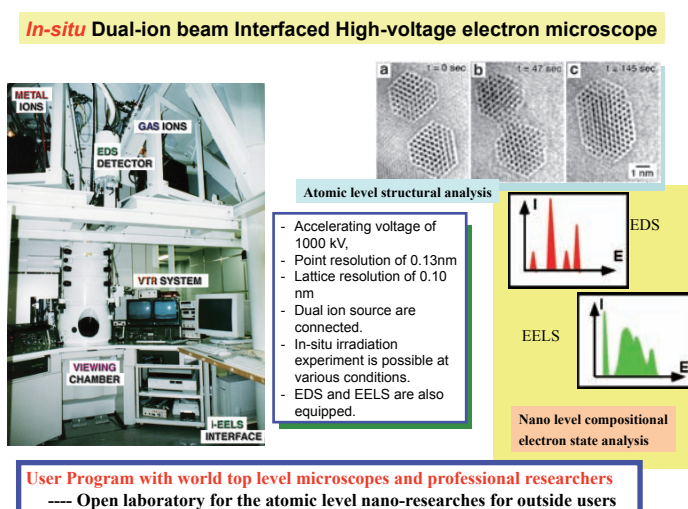 In-situ Dual-ion beam Interfaced High-voltage electron microscope
METAL
IONS
GAS IONS
EDS
DETECTOR
VTR SYSTEM
VIEWING
CHAMBER
i-EELS
INTERFACE
a
t = 0 sec
b
t = 47 sec
c
t = 145 sec
1 nm
Atomic level structural analysis
- Accelerating voltage of
1000 kV,
- Point resolution of 0.13nm
- Lattice resolution of 0.10
nm
- Dual ion source are
connected.
- In-situ irradiation
experiment is possible at
various conditions.
- EDS and EELS are also
equipped.
I
E
EDS
EELS
I
E
Nano level compositional
electron state analysis
User Program with world top level microscopes and professional researchers
---- Open laboratory for the atomic level nano-researches for outside users